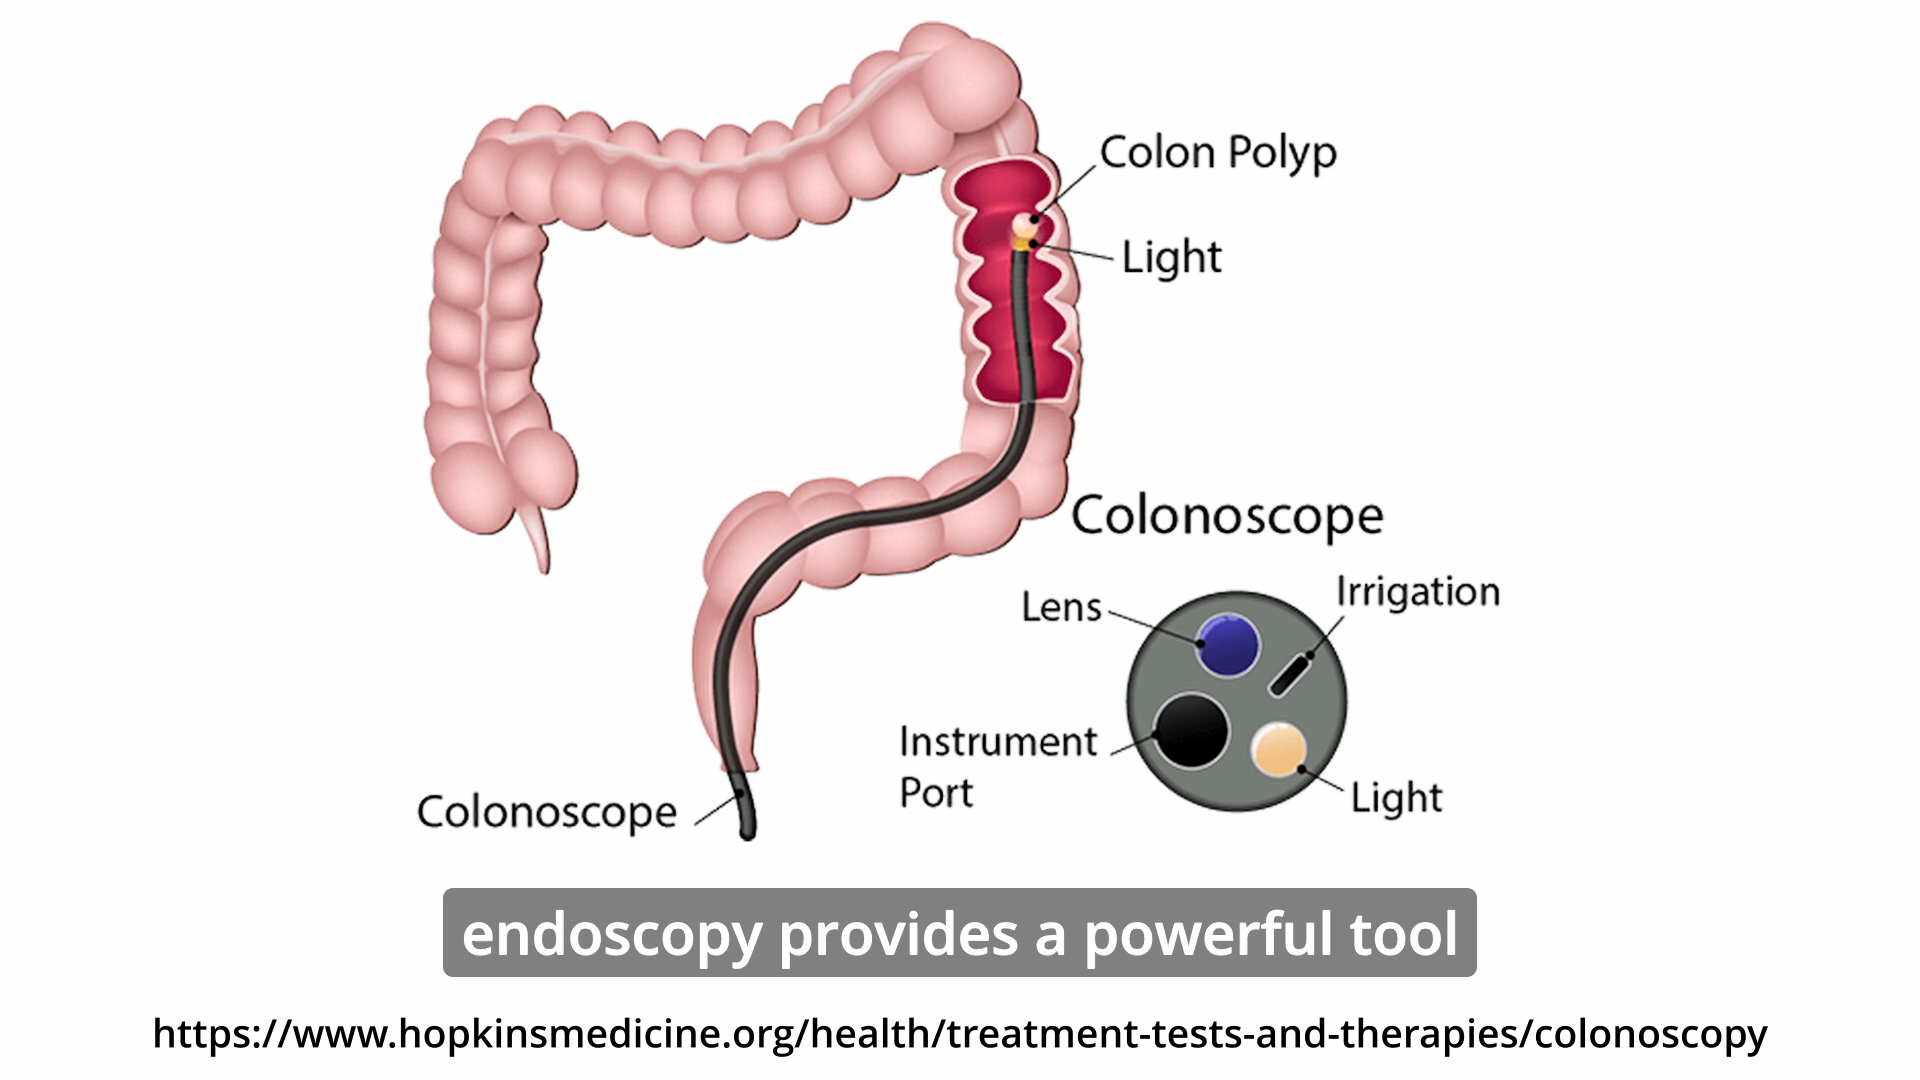 Colon Polyp
Light
Colonoscope
Lens
Irrigation
Instrument
Port
Light
Colonoscope
endoscopy provides a powerful tool
https://www.hopkinsmedicine.org/health/treatment-tests-and-therapies/colonoscopy